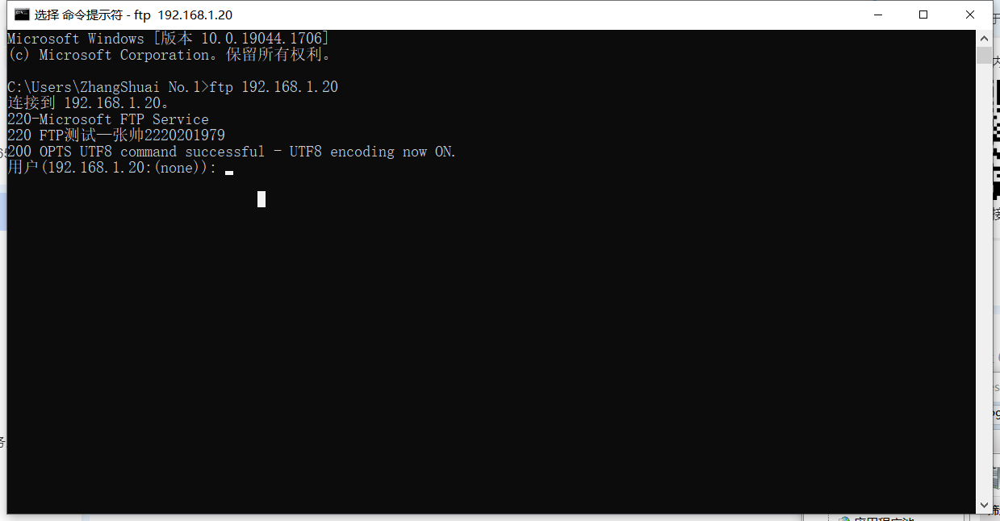 选择 命令提示符 - ftp  192.168.1.20
Microsoft Windows [版本 10.0.19044.1706]
(c) Microsoft Corporation。保留所有权利。
C:\Users\ZhangShuai No.1>ftp 192.168.1.20
连接到 192.168.1.20。
220-Microsoft FTP Service
220 FTP测试—张帅2220201979
200 OPTS UTF8 command successful - UTF8 encoding now ON.
用户(192.168.1.20:(none)):